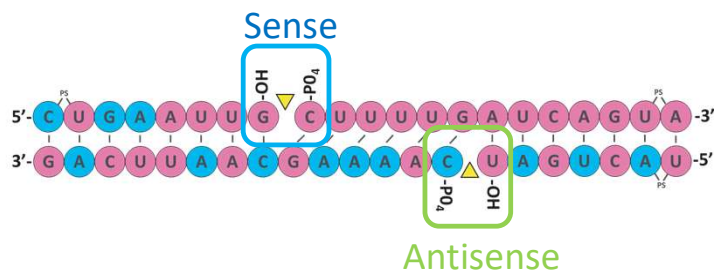 Sense
-OH -PO4
PS PS
5'- C U G A A U U G C U U U U G A U C A G U A -3'
3'- G A C U U A A C G A A A A C U A G U C A U -5'
PS
-PO4 -OH
Antisense